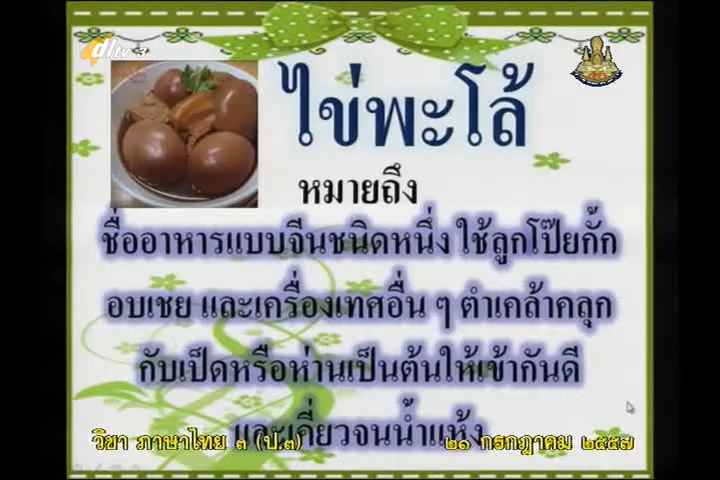 dltv 3
ไข่พะโล้
หมายถึง
ชื่ออาหารแบบจีนชนิดหนึ่ง ใช้ลูกโป๊ยกั้ก
อบเชย และเครื่องเทศอื่น ๆ ตำเคล้าคลุก
กับเป็ดหรือห่านเป็นต้นให้เข้ากันดี
และเคี่ยวจนน้ำแห้ง
วิชา ภาษาไทย ๓ (ป.๓)
๒๑ กรกฎาคม ๒๕๕๗